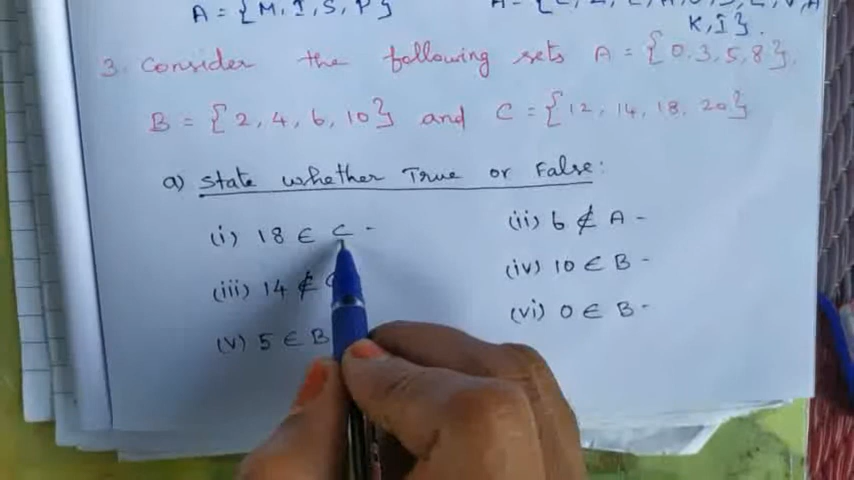 A = {M, I, S, P}
K, I}.
3. Consider the following sets A = {0, 3, 5, 8}.
B = {2, 4, 6, 10} and C = {12, 14, 18, 20}
a) State whether True or False:
(i) 18 ∈ C -
(ii) 6 ∉ A -
(iii) 14 ∉
(iv) 10 ∈ B -
(v) 5 ∈ B
(vi) 0 ∈ B -